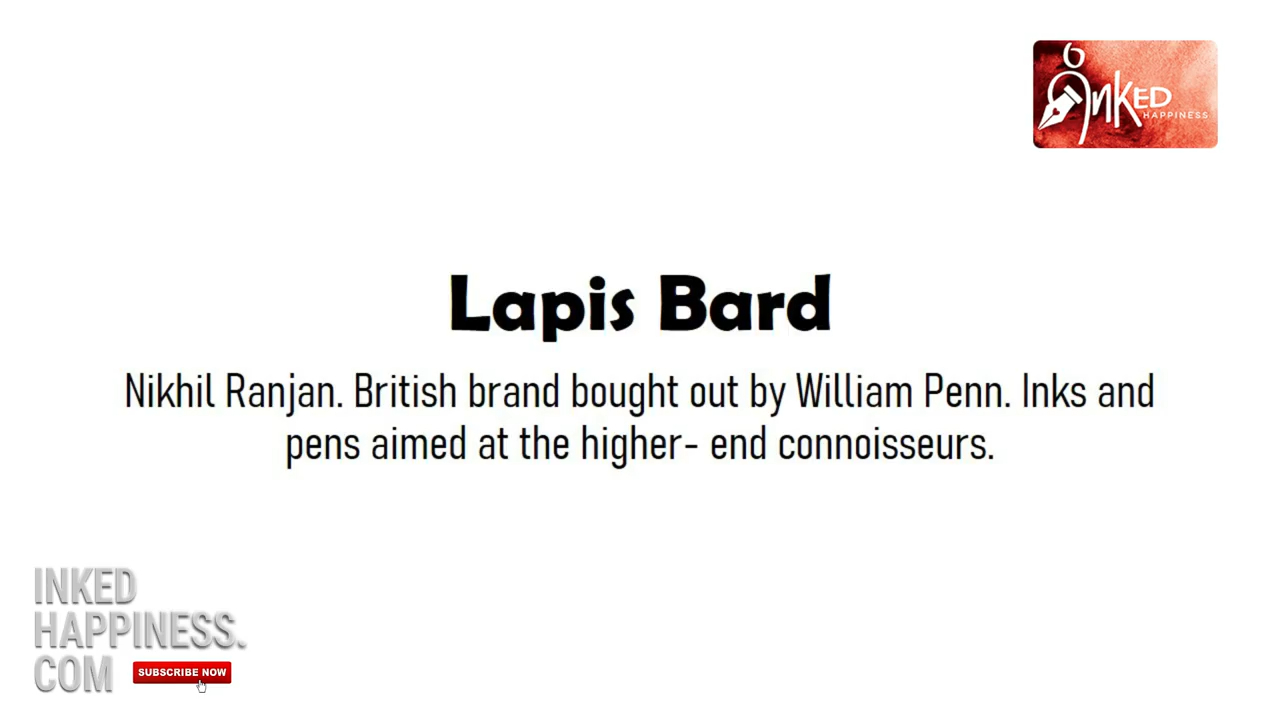 INKED
HAPPINESS
Lapis Bard
Nikhil Ranjan. British brand bought out by William Penn. Inks and
pens aimed at the higher- end connoisseurs.
INKED
HAPPINESS.
COM
SUBSCRIBE NOW